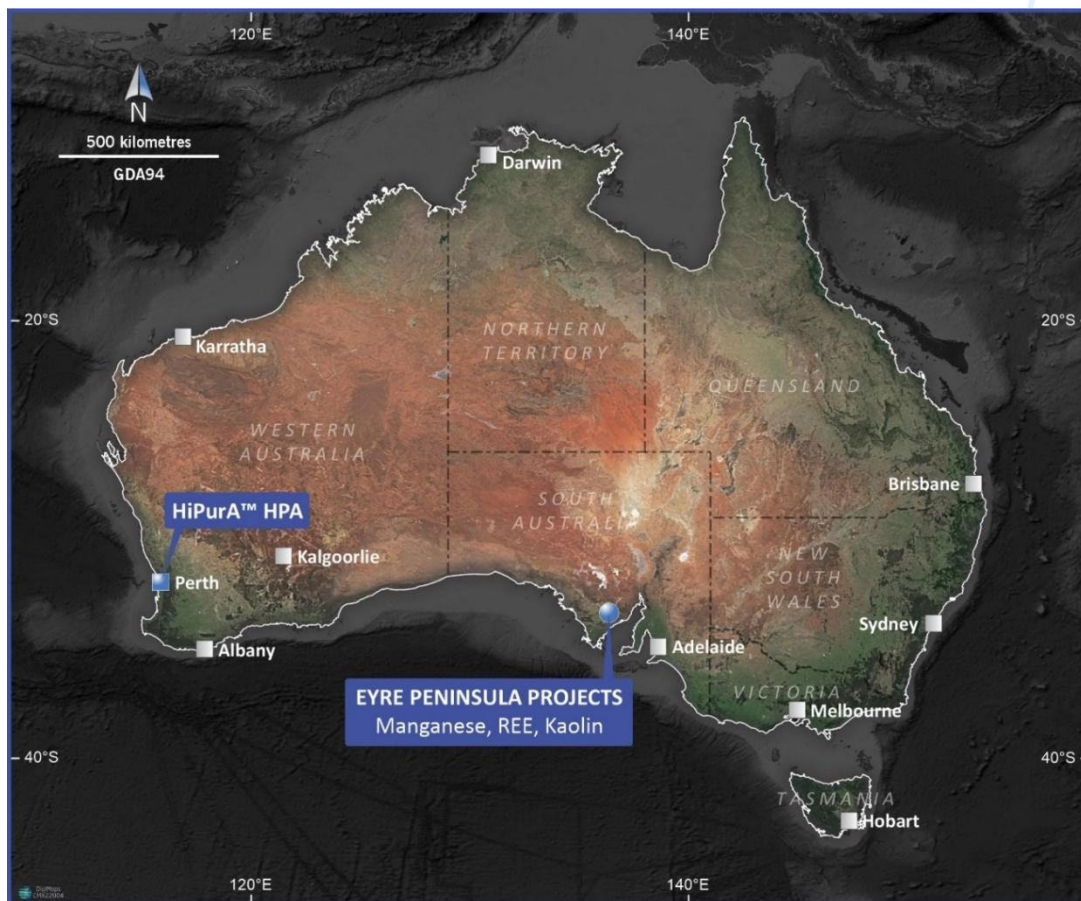 120°E
140°E
N
500 kilometres
GDA94
Darwin
20°S
20°S
Karratha
NORTHERN
TERRITORY
QUEENSLAND
WESTERN
AUSTRALIA
Brisbane
SOUTH
AUSTRALIA
HiPurA™ HPA
Kalgoorlie
NEW
SOUTH
WALES
Perth
Sydney
Albany
Adelaide
EYRE PENINSULA PROJECTS
Manganese, REE, Kaolin
VICTORIA
Melbourne
40°S
40°S
TASMANIA
Hobart
120°E
140°E